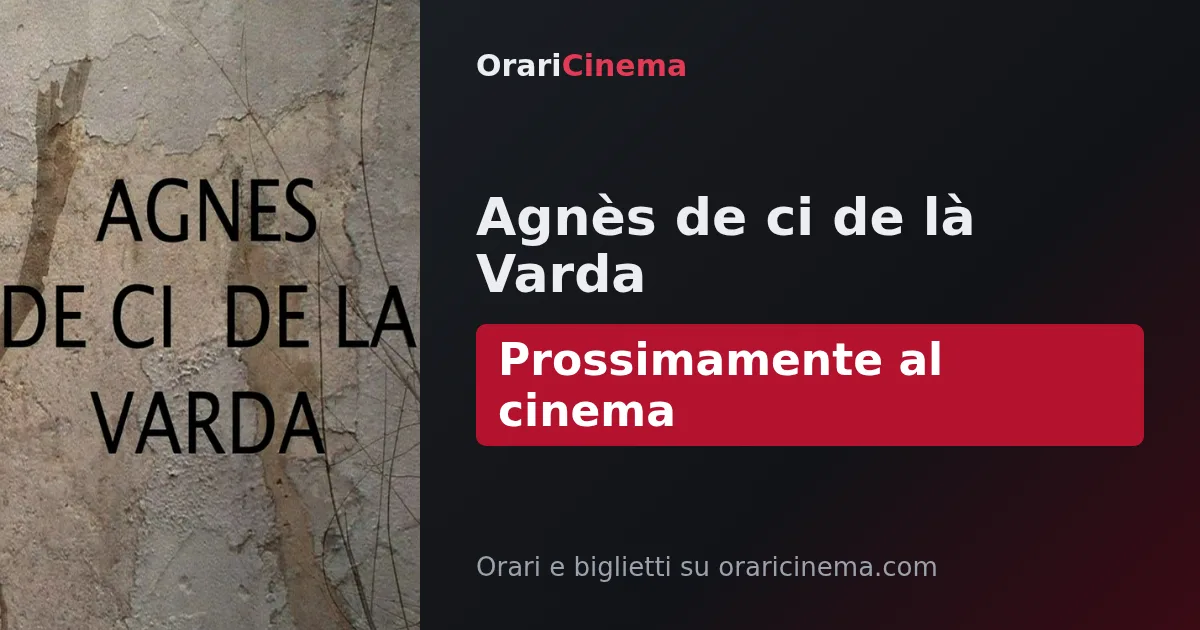 AGNES
DE CI DE LA
VARDA
OrariCinema
Agnès de ci de là
Varda
Prossimamente al
cinema
Orari e biglietti su oraricinema.com